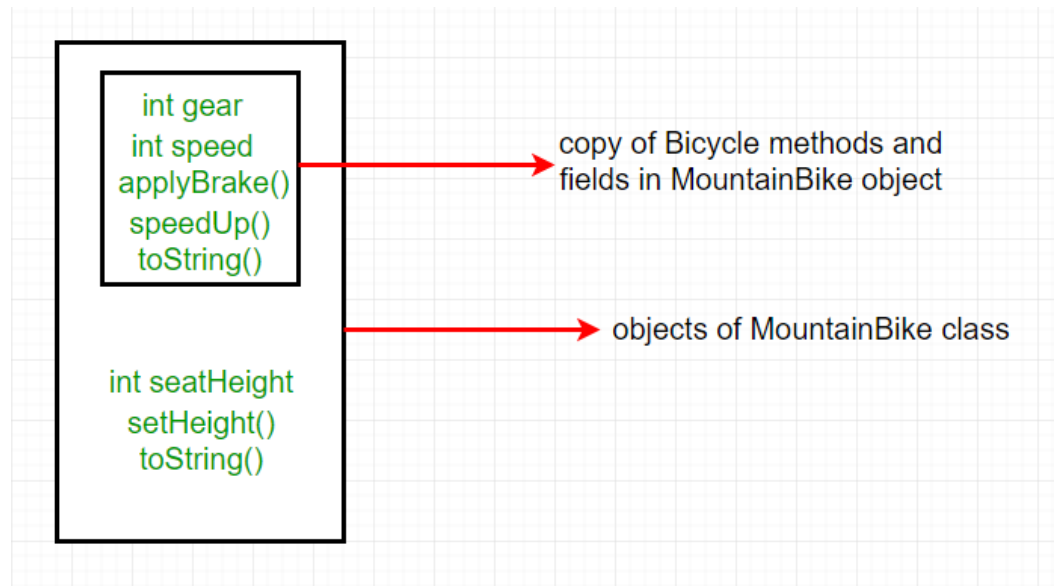 int gear
int speed
applyBrake()
speedUp()
toString()
copy of Bicycle methods and
fields in MountainBike object
objects of MountainBike class
int seatHeight
setHeight()
toString()